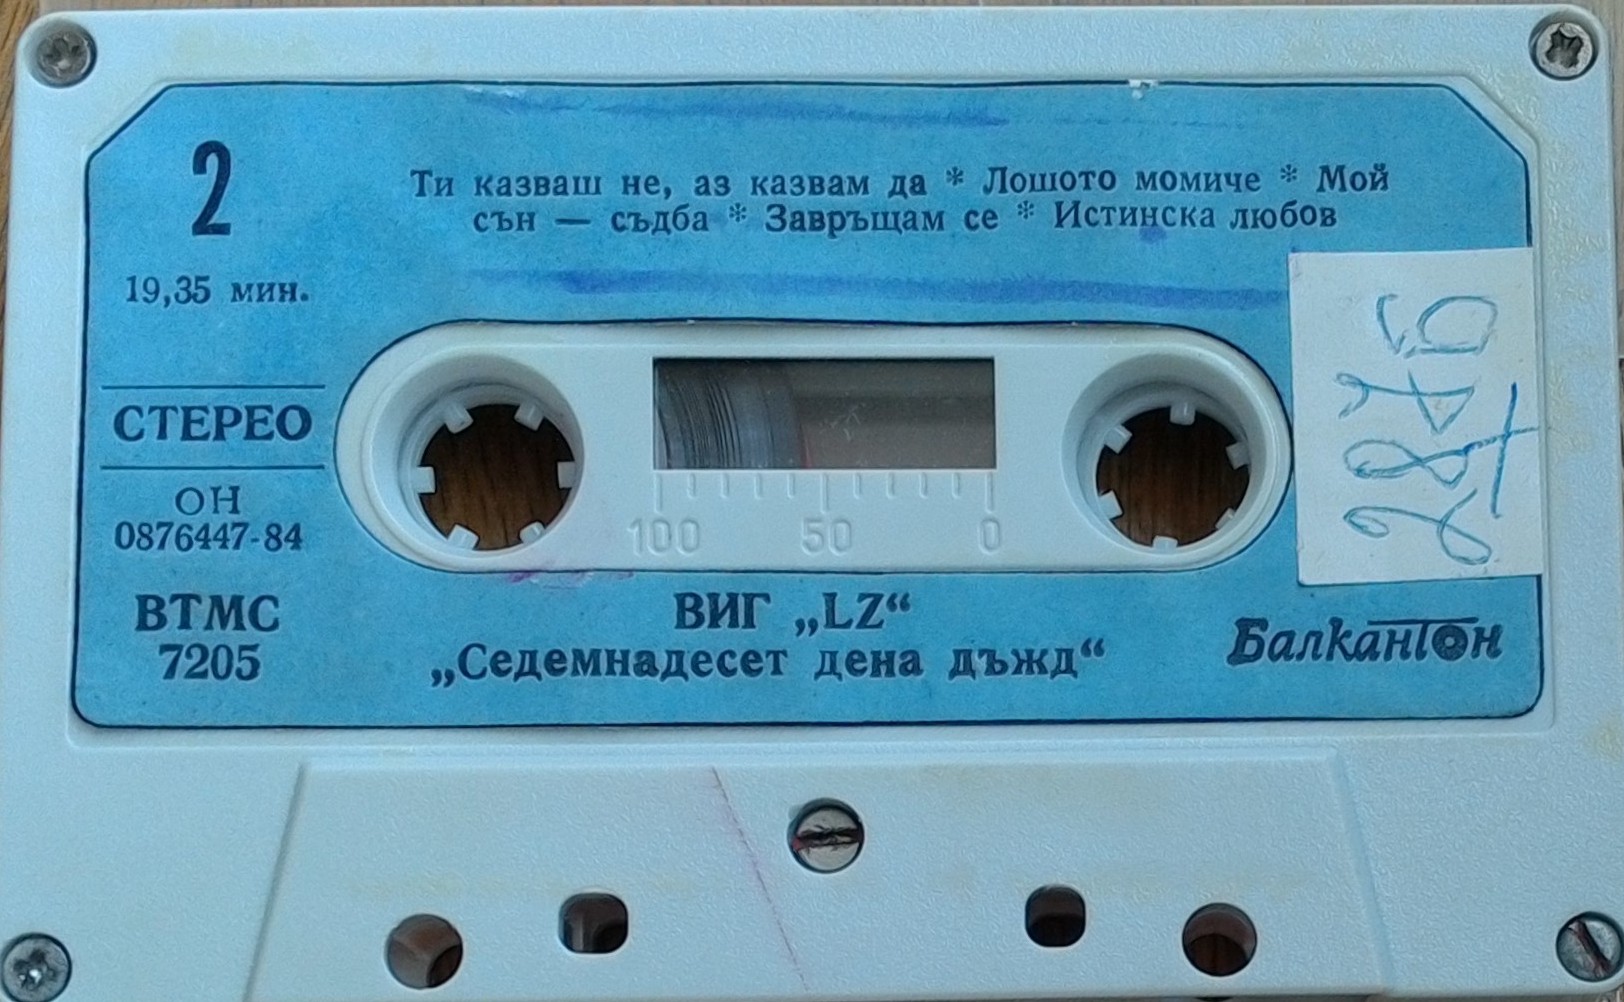 2
Ти казваш не, аз казвам да * Лошото момиче * Мой
сън — съдба * Завръщам се * Истинска любов
19,35 мин.
СТЕРЕО
ОН
0876447-84
ВТМС
7205
100 50 0
ВИГ „LZ“
„Седемнадесет дена дъжд“
Балкантон